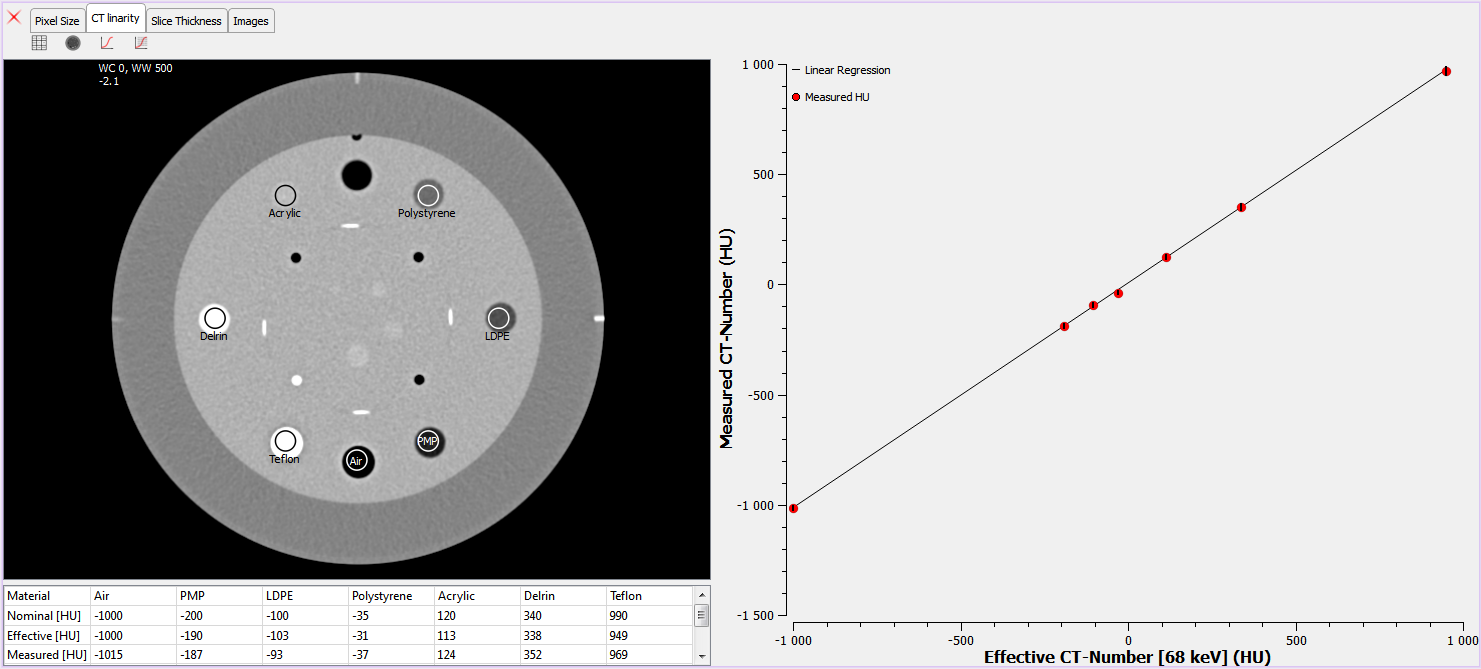 Pixel Size CT linarity Slice Thickness Images
WC 0, WW 500
-2.1
Acrylic Polystyrene
Delrin LDPE
Teflon Air PMP
Material Air PMP LDPE Polystyrene Acrylic Delrin Teflon
Nominal [HU] -1000 -200 -100 -35 120 340 990
Effective [HU] -1000 -190 -103 -31 113 338 949
Measured [HU] -1015 -187 -93 -37 124 352 969
Linear Regression
Measured HU
Measured CT-Number (HU)
1 000
500
0
-500
-1 000
-1 500
-1 000 -500 0 500 1 000
Effective CT-Number [68 keV] (HU)